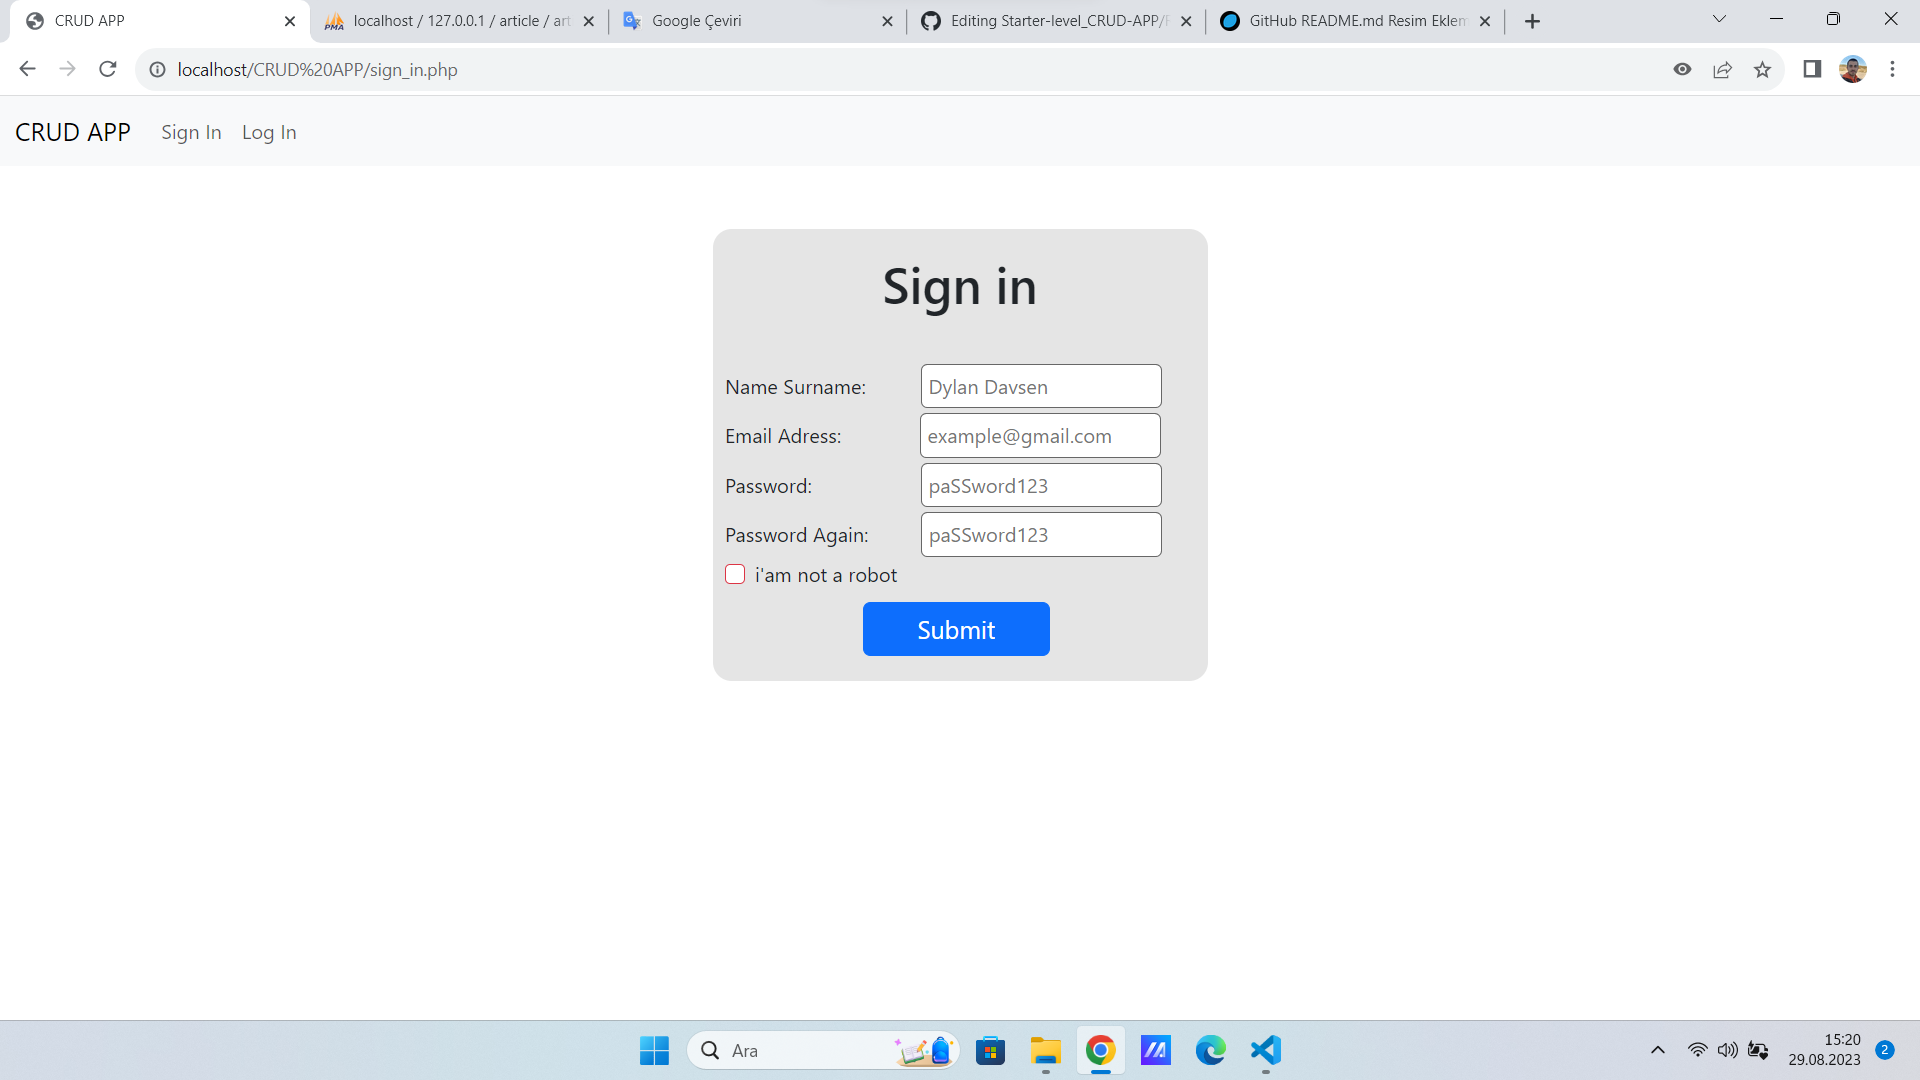 CRUD APP
localhost / 127.0.0.1 / article / art
Google Çeviri
Editing Starter-level_CRUD-APP/
GitHub README.md Resim Eklem
localhost/CRUD%20APP/sign_in.php
CRUD APP Sign In Log In
Sign in
Name Surname: Dylan Davsen
Email Adress: example@gmail.com
Password: paSSword123
Password Again: paSSword123
i'am not a robot
Submit
Ara
15:20
29.08.2023
2